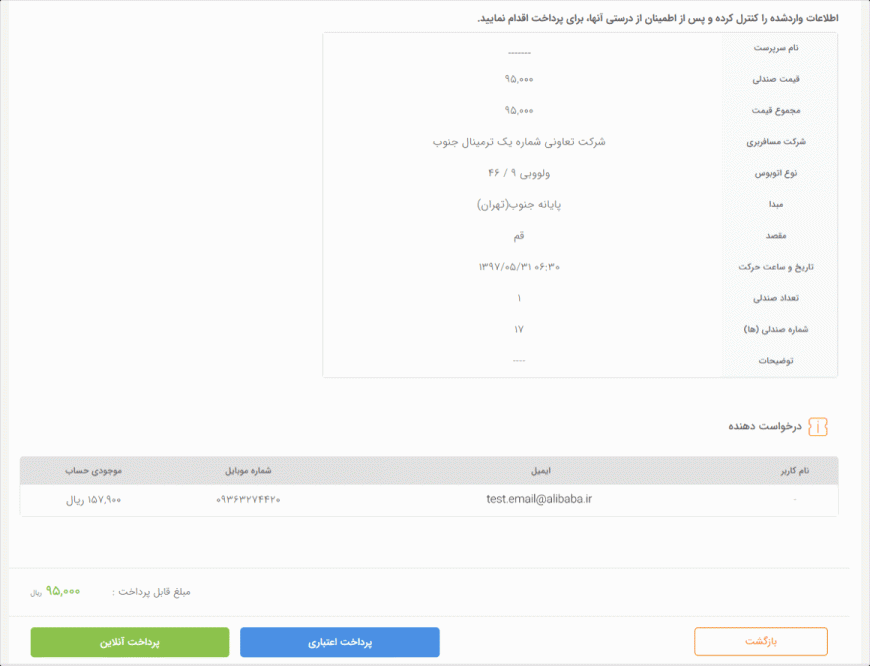 اطلاعات واردشده را کنترل کرده و پس از اطمینان از درستی آنها، برای پرداخت اقدام نمایید.
نام سرپرست -------
قیمت صندلی ۹۵,۰۰۰
مجموع قیمت ۹۵,۰۰۰
شرکت مسافربری شرکت تعاونی شماره یک ترمینال جنوب
نوع اتوبوس ولوو‌بی ۹ / ۴۶
مبدا پایانه جنوب(تهران)
مقصد قم
تاریخ و ساعت حرکت ۰۶:۳۰ ۱۳۹۷/۰۵/۳۱
تعداد صندلی ۱
شماره صندلی (ها) ۱۷
توضیحات ----
درخواست دهنده
نام کاربر ایمیل شماره موبایل موجودی حساب
- test.email@alibaba.ir ۰۹۳۶۳۲۷۴۴۲۰ ۱۵۷,۹۰۰ ریال
مبلغ قابل پرداخت : ۹۵,۰۰۰ ریال
بازگشت پرداخت اعتباری پرداخت آنلاین